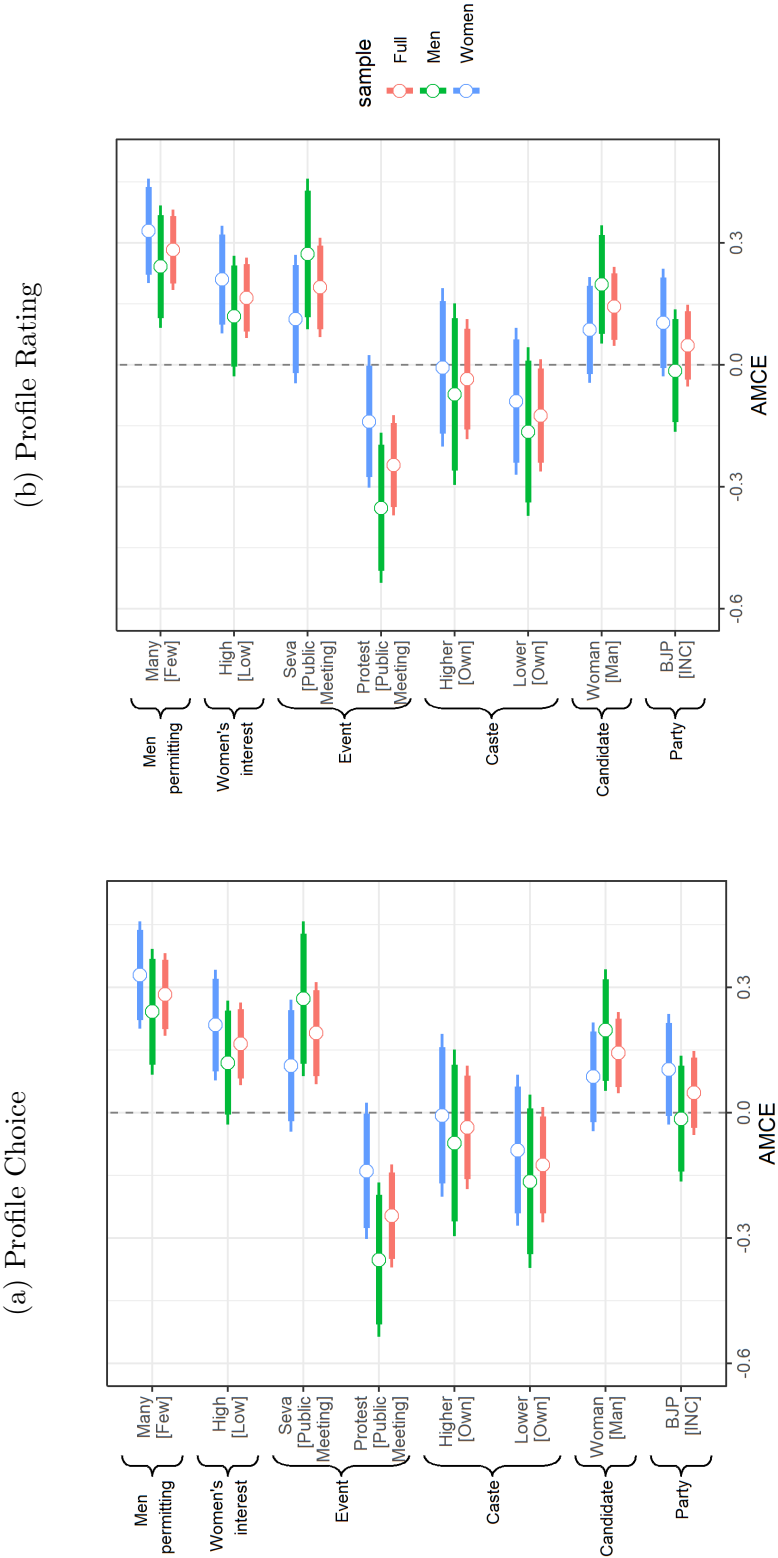 (a) Profile Choice
Men
permitting
Many
[Few]
Women's
interest
High
[Low]
Event
Seva
[Public
Meeting]
Protest
[Public
Meeting]
Caste
Higher
[Own]
Lower
[Own]
Candidate
Woman
[Man]
Party
BJP
[INC]
-0.6
-0.3
0.0
0.3
AMCE
(b) Profile Rating
Men
permitting
Many
[Few]
Women's
interest
High
[Low]
Event
Seva
[Public
Meeting]
Protest
[Public
Meeting]
Caste
Higher
[Own]
Lower
[Own]
Candidate
Woman
[Man]
Party
BJP
[INC]
-0.6
-0.3
0.0
0.3
AMCE
sample
Full
Men
Women